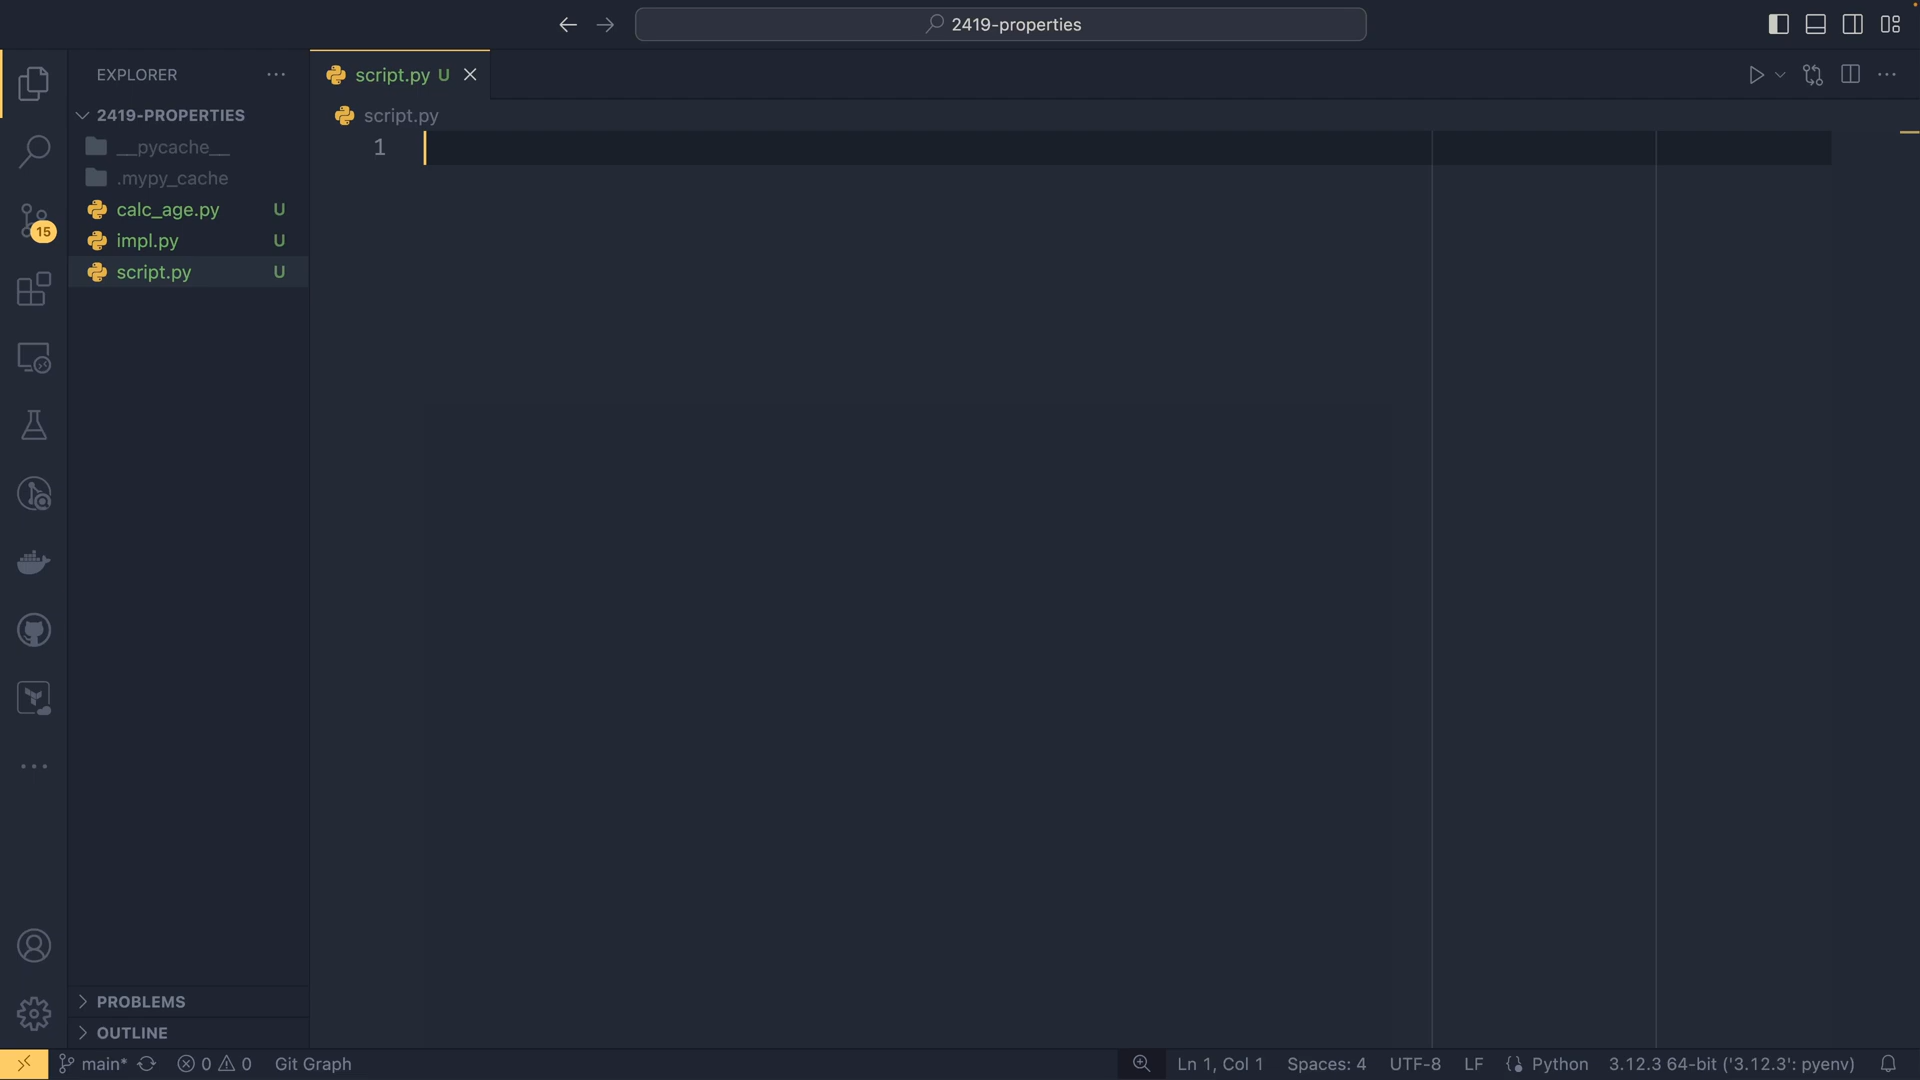 2419-properties
EXPLORER
script.py U
2419-PROPERTIES
script.py
__pycache__
1
.mypy_cache
calc_age.py U
impl.py U
script.py U
15
PROBLEMS
OUTLINE
main* 0 0 Git Graph Ln 1, Col 1 Spaces: 4 UTF-8 LF Python 3.12.3 64-bit ('3.12.3': pyenv)